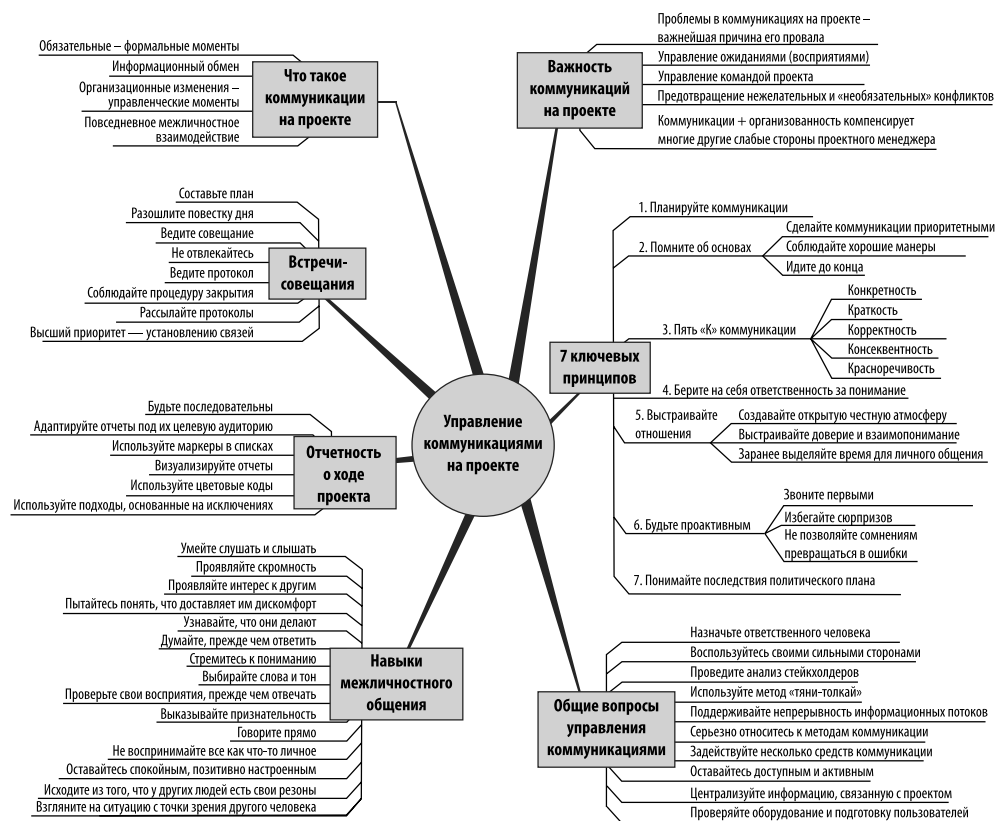 Обязательные – формальные моменты
Информационный обмен
Организационные изменения –
управленческие моменты
Повседневное межличностное
взаимодействие
Что такое
коммуникации
на проекте
Важность
коммуникаций
на проекте
Проблемы в коммуникациях на проекте –
важнейшая причина его провала
Управление ожиданиями (восприятиями)
Управление командой проекта
Предотвращение нежелательных и «необязательных» конфликтов
Коммуникации + организованность компенсирует
многие другие слабые стороны проектного менеджера
Составьте план
Разошлите повестку дня
Ведите совещание
Не отвлекайтесь
Ведите протокол
Соблюдайте процедуру закрытия
Рассылайте протоколы
Высший приоритет — установлению связей
Встречи-
совещания
7 ключевых
принципов
1. Планируйте коммуникации
2. Помните об основах
Сделайте коммуникации приоритетными
Соблюдайте хорошие манеры
Идите до конца
3. Пять «К» коммуникации
Конкретность
Краткость
Корректность
Консеквентность
Красноречивость
4. Берите на себя ответственность за понимание
5. Выстраивайте
отношения
Создавайте открытую честную атмосферу
Выстраивайте доверие и взаимопонимание
Заранее выделяйте время для личного общения
6. Будьте проактивным
Звоните первыми
Избегайте сюрпризов
Не позволяйте сомнениям
превращаться в ошибки
7. Понимайте последствия политического плана
Управление
коммуникациями
на проекте
Будьте последовательны
Адаптируйте отчеты под их целевую аудиторию
Используйте маркеры в списках
Визуализируйте отчеты
Используйте цветовые коды
Используйте подходы, основанные на исключениях
Отчетность
о ходе
проекта
Умейте слушать и слышать
Проявляйте скромность
Проявляйте интерес к другим
Пытайтесь понять, что доставляет им дискомфорт
Узнавайте, что они делают
Думайте, прежде чем ответить
Стремитесь к пониманию
Выбирайте слова и тон
Проверьте свои восприятия, прежде чем отвечать
Выказывайте признательность
Говорите прямо
Не воспринимайте все как что-то личное
Оставайтесь спокойным, позитивно настроенным
Исходите из того, что у других людей есть свои резоны
Взгляните на ситуацию с точки зрения другого человека
Навыки
межличностного
общения
Общие вопросы
управления
коммуникациями
Назначьте ответственного человека
Воспользуйтесь своими сильными сторонами
Проведите анализ стейкхолдеров
Используйте метод «тяни-толкай»
Поддерживайте непрерывность информационных потоков
Серьезно относитесь к методам коммуникации
Задействуйте несколько средств коммуникации
Оставайтесь доступным и активным
Централизуйте информацию, связанную с проектом
Проверяйте оборудование и подготовку пользователей